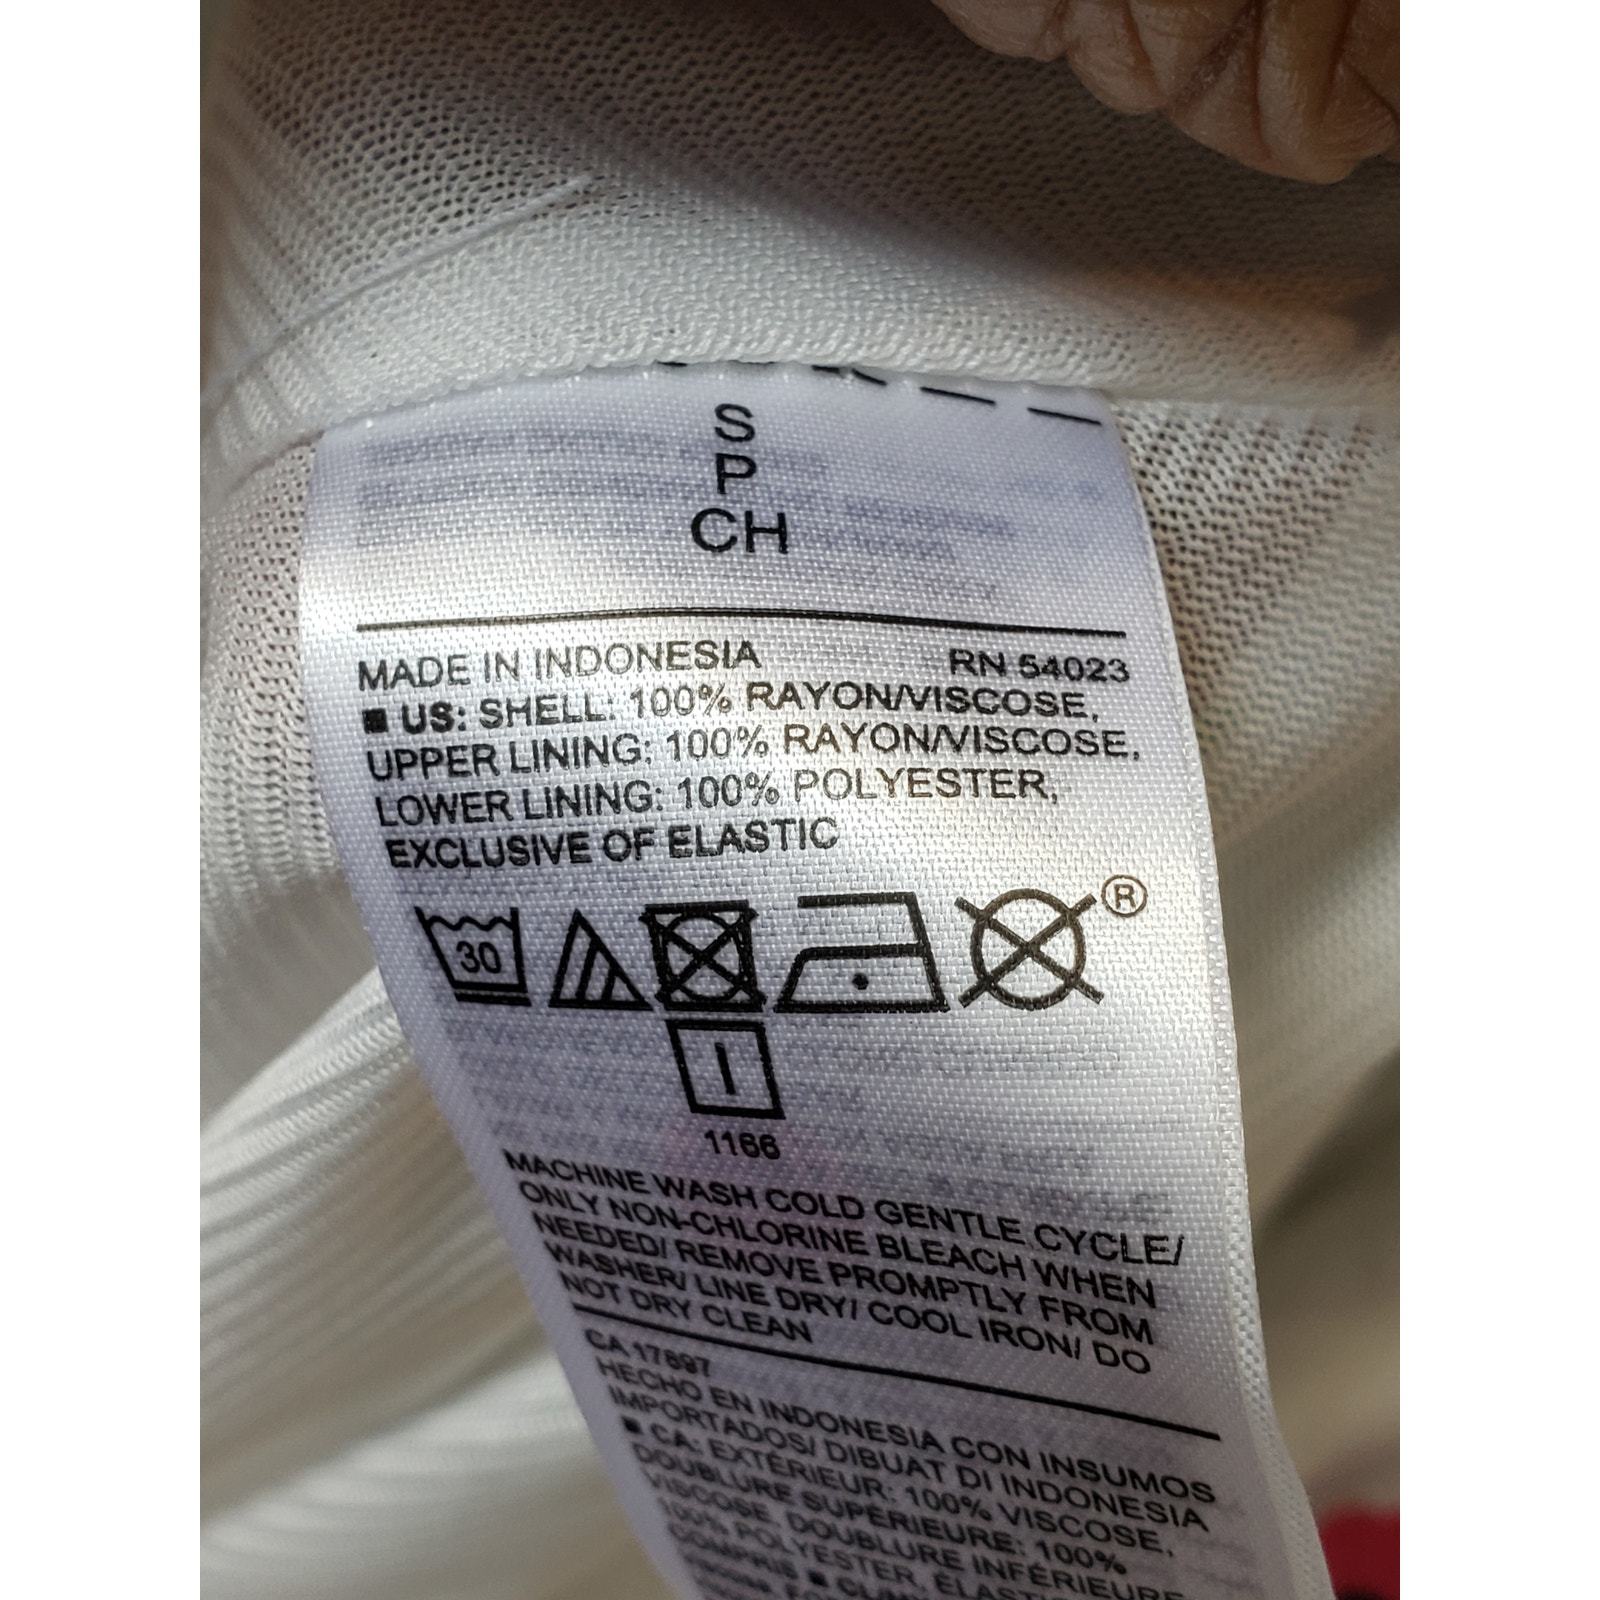 S
P
CH
MADE IN INDONESIA RN 54023
■ US: SHELL: 100% RAYON/VISCOSE,
UPPER LINING: 100% RAYON/VISCOSE,
LOWER LINING: 100% POLYESTER,
EXCLUSIVE OF ELASTIC
30
®
1166
MACHINE WASH COLD GENTLE CYCLE/
ONLY NON-CHLORINE BLEACH WHEN
NEEDED/ REMOVE PROMPTLY FROM
WASHER/ LINE DRY/ COOL IRON/ DO
NOT DRY CLEAN
CA 17897
HECHO EN INDONESIA CON INSUMOS
IMPORTADOS/ DIBUAT DI INDONESIA
■ CA: EXTÉRIEUR: 100% VISCOSE,
DOUBLURE SUPÉRIEURE: 100%
VISCOSE, DOUBLURE INFÉRIEURE:
100% POLYESTER,
COMPRIS ■